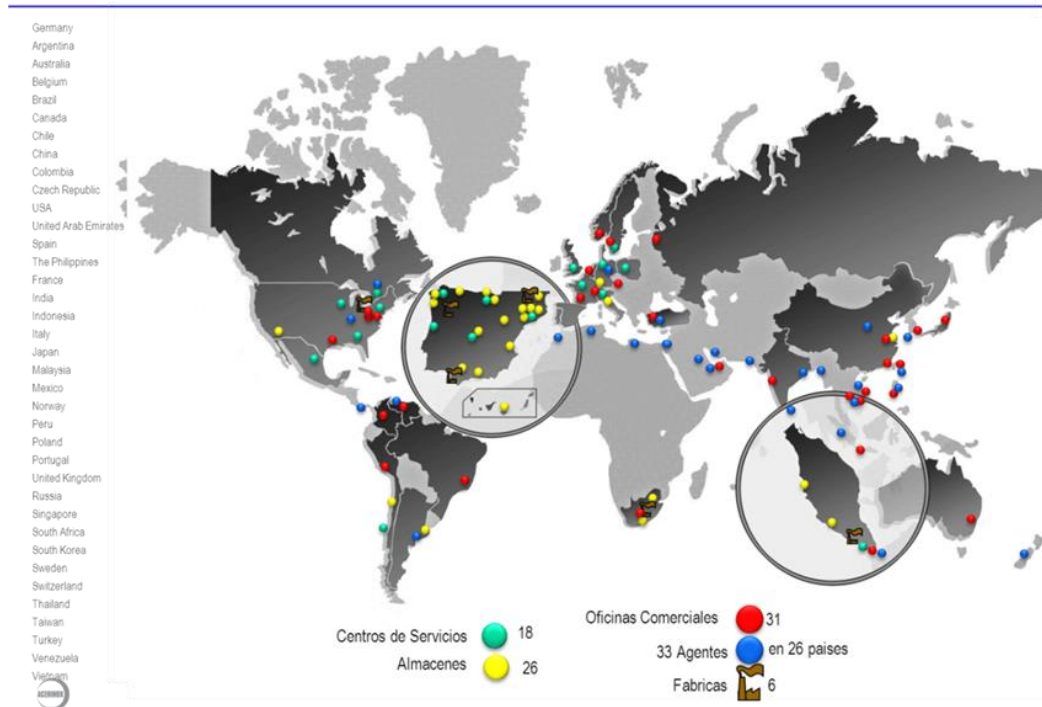 Germany
Argentina
Australia
Belgium
Brazil
Canada
Chile
China
Colombia
Czech Republic
USA
United Arab Emirates
Spain
The Philippines
France
India
Indonesia
Italy
Japan
Malaysia
Mexico
Norway
Peru
Poland
Portugal
United Kingdom
Russia
Singapore
South Africa
South Korea
Sweden
Switzerland
Thailand
Taiwan
Turkey
Venezuela
Vietnam
ACERINOX
Centros de Servicios 18
Almacenes 26
Oficinas Comerciales 31
33 Agentes en 26 paises
Fabricas 6